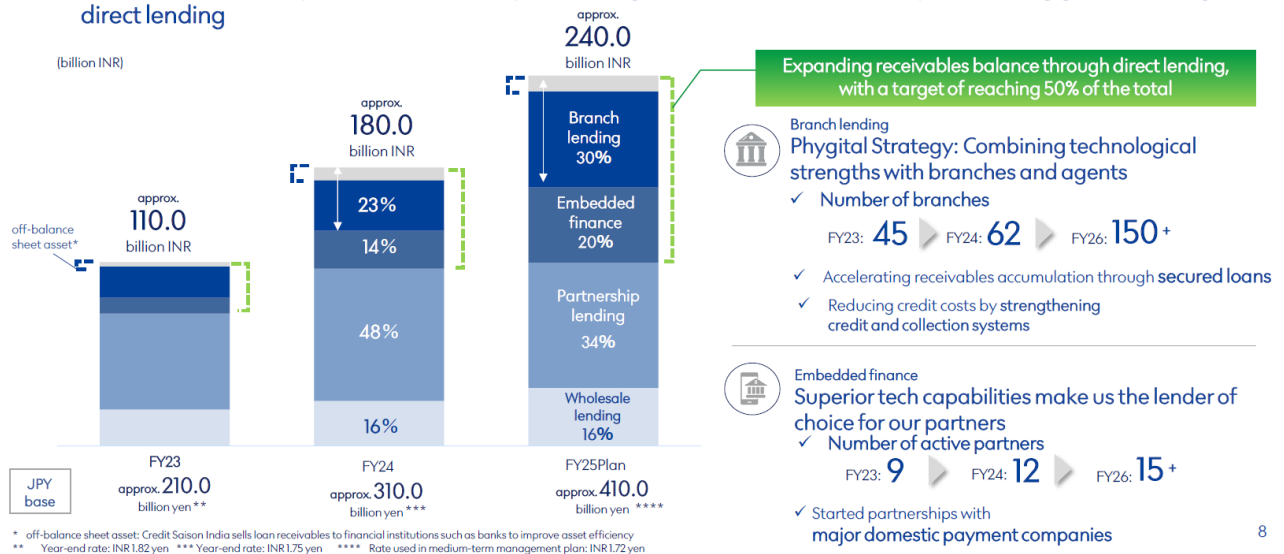 direct lending
(billion INR)
approx.
110.0
billion INR
off-balance
sheet asset*
approx.
180.0
billion INR
23%
14%
48%
16%
approx.
240.0
billion INR
Branch
lending
30%
Embedded
finance
20%
Partnership
lending
34%
Wholesale
lending
16%
JPY
base
FY23
approx.210.0
billion yen **
FY24
approx.310.0
billion yen ***
FY25Plan
approx.410.0
billion yen ****
Expanding receivables balance through direct lending,
with a target of reaching 50% of the total
Branch lending
Phygital Strategy: Combining technological
strengths with branches and agents
✓ Number of branches
FY23: 45 FY24: 62 FY26: 150+
✓ Accelerating receivables accumulation through secured loans
✓ Reducing credit costs by strengthening
credit and collection systems
Embedded finance
Superior tech capabilities make us the lender of
choice for our partners
✓ Number of active partners
FY23: 9 FY24: 12 FY26: 15+
✓ Started partnerships with
major domestic payment companies
* off-balance sheet asset: Credit Saison India sells loan receivables to financial institutions such as banks to improve asset efficiency
** Year-end rate: INR 1.82 yen *** Year-end rate: INR 1.75 yen **** Rate used in medium-term management plan: INR 1.72 yen
8